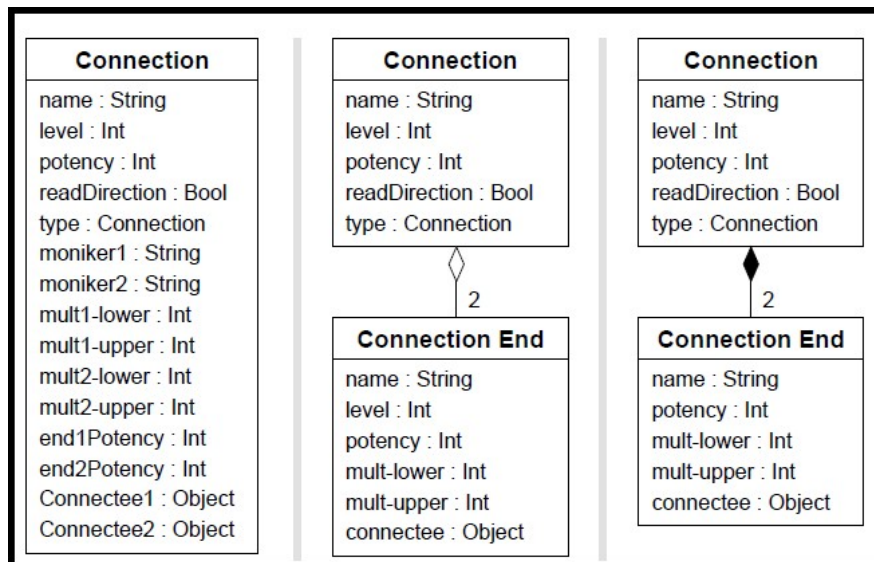 Connection
name : String
level : Int
potency : Int
readDirection : Bool
type : Connection
moniker1 : String
moniker2 : String
mult1-lower : Int
mult1-upper : Int
mult2-lower : Int
mult2-upper : Int
end1Potency : Int
end2Potency : Int
Connectee1 : Object
Connectee2 : Object
Connection
name : String
level : Int
potency : Int
readDirection : Bool
type : Connection
2
Connection End
name : String
level : Int
potency : Int
mult-lower : Int
mult-upper : Int
connectee : Object
Connection
name : String
level : Int
potency : Int
readDirection : Bool
type : Connection
2
Connection End
name : String
potency : Int
mult-lower : Int
mult-upper : Int
connectee : Object